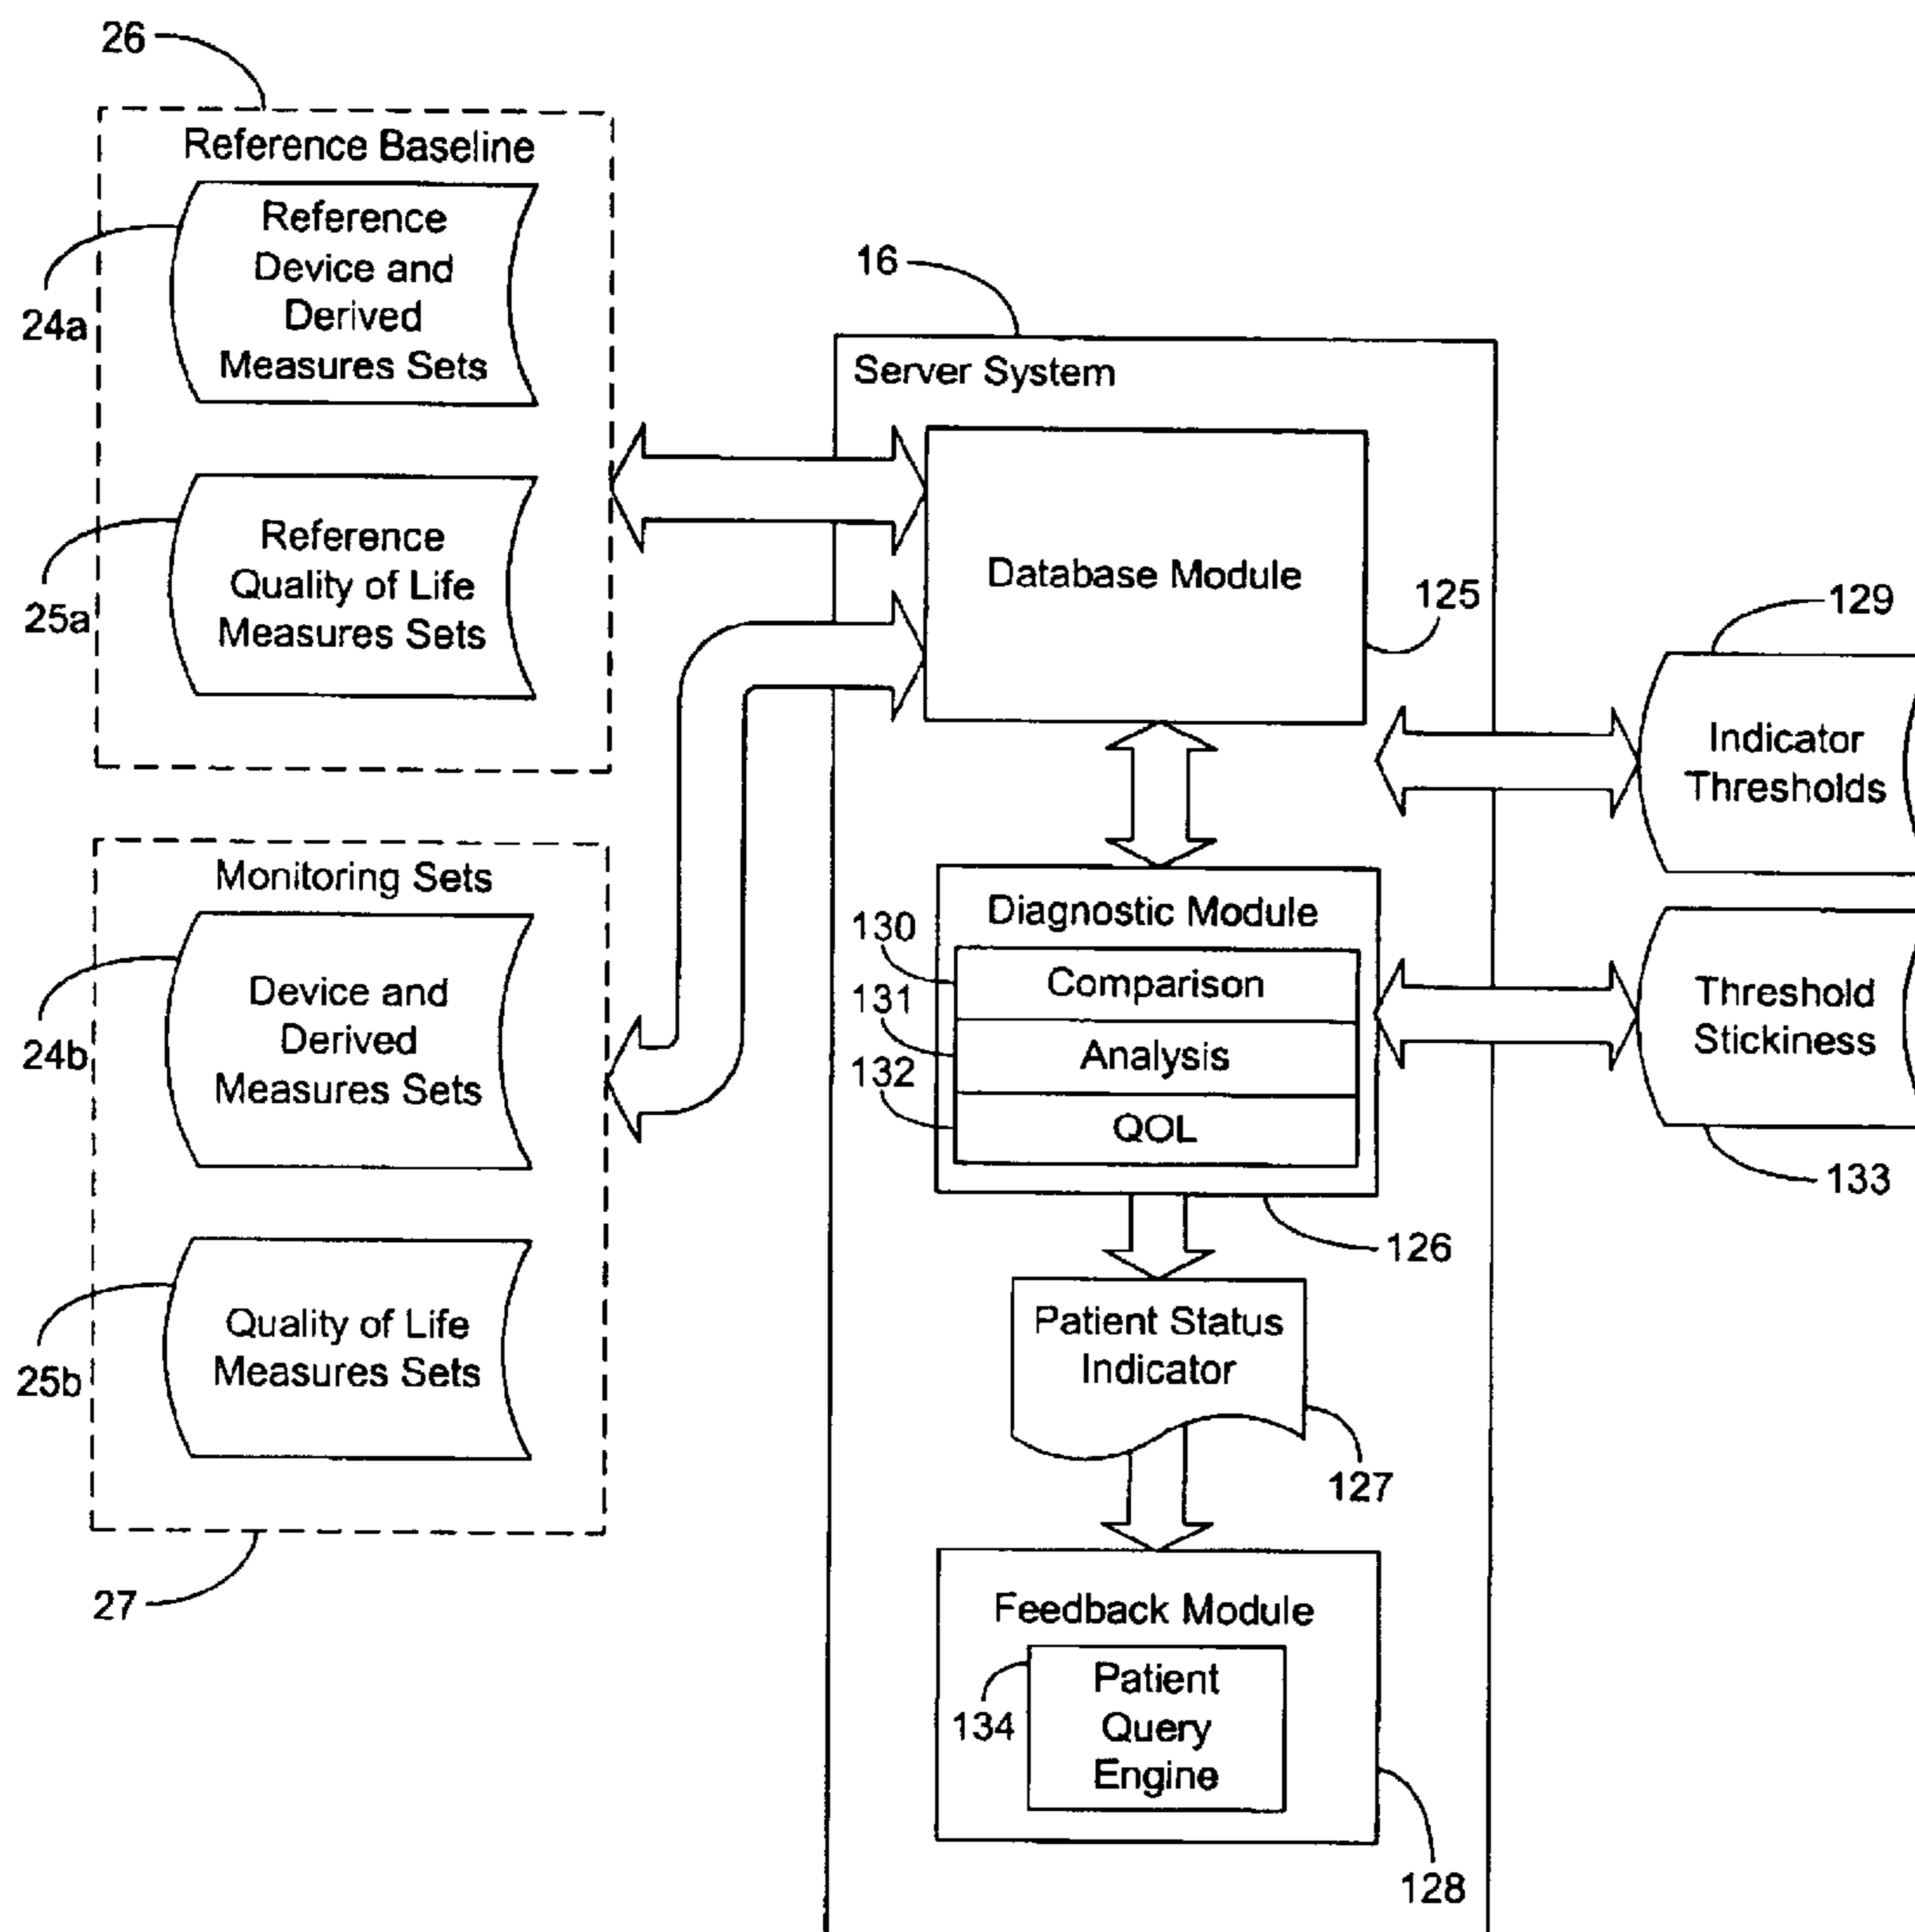 26
Reference Baseline
Reference
Device and
Derived
Measures Sets
24a
Reference
Quality of Life
Measures Sets
25a
Monitoring Sets
Device and
Derived
Measures Sets
24b
Quality of Life
Measures Sets
25b
27
16
Server System
Database Module
125
Diagnostic Module
130
Comparison
131
Analysis
132
QOL
126
Patient Status
Indicator
127
Feedback Module
Patient
Query
Engine
134
128
129
Indicator
Thresholds
Threshold
Stickiness
133